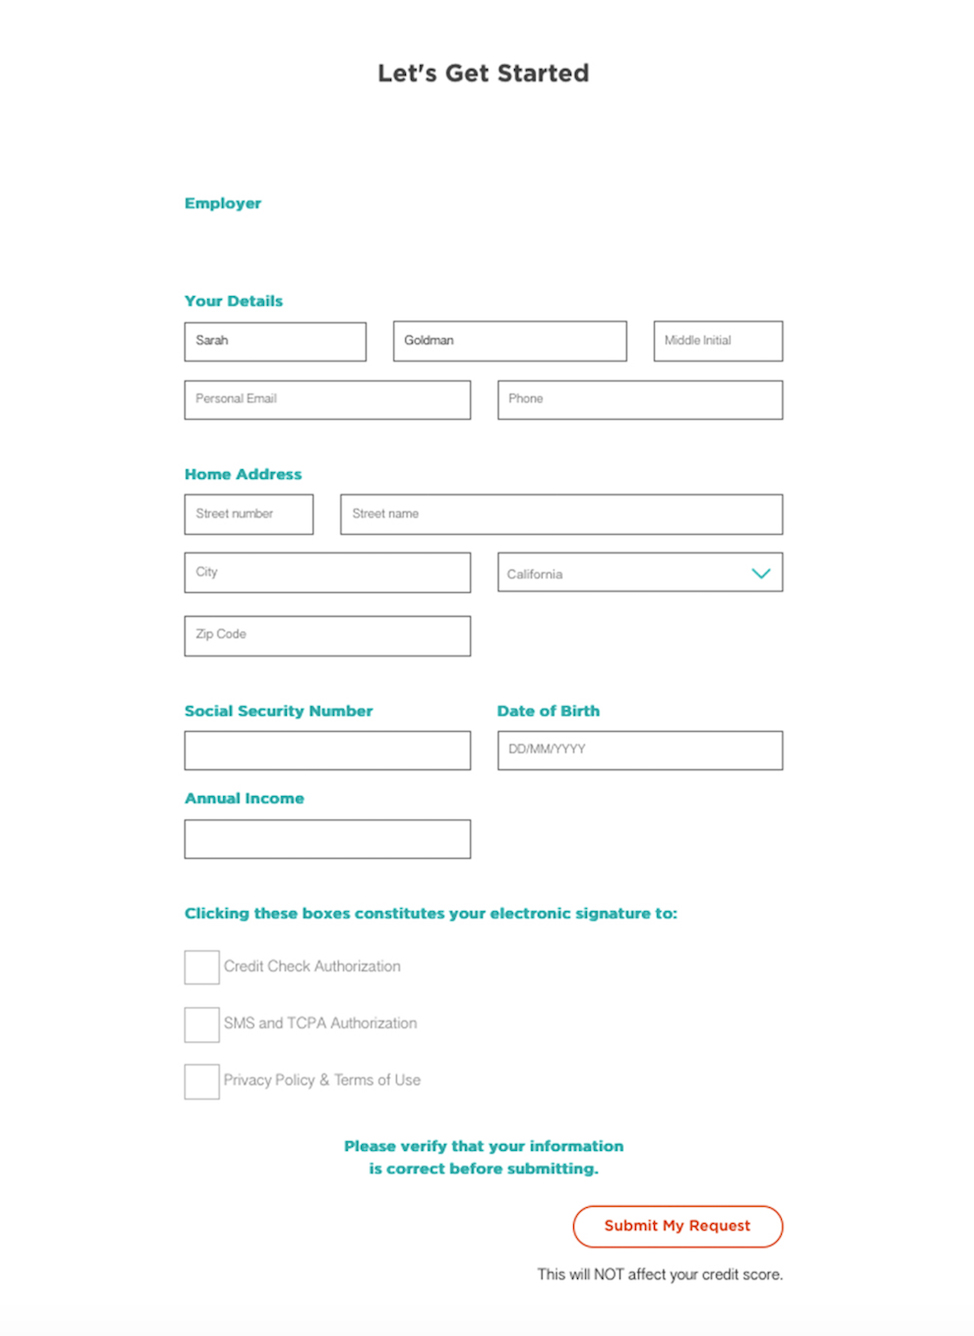 Let's Get Started
Employer
Your Details
Sarah
Goldman
Middle Initial
Personal Email
Phone
Home Address
Street number
Street name
City
California
Zip Code
Social Security Number
Date of Birth
DD/MM/YYYY
Annual Income
Clicking these boxes constitutes your electronic signature to:
Credit Check Authorization
SMS and TCPA Authorization
Privacy Policy & Terms of Use
Please verify that your information
is correct before submitting.
Submit My Request
This will NOT affect your credit score.